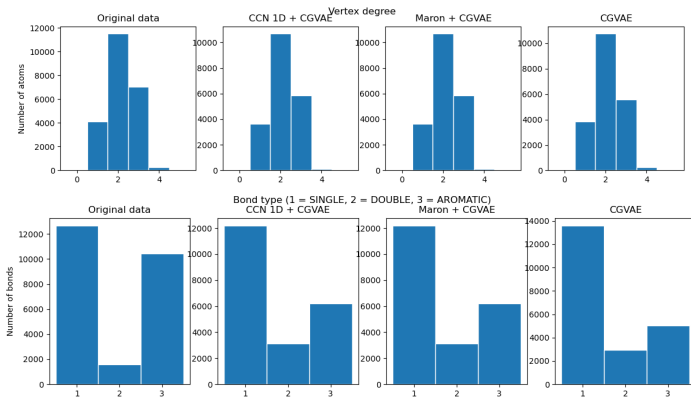 Vertex degree
Original data
CCN 1D + CGVAE
Maron + CGVAE
CGVAE
Number of atoms
12000
10000
8000
6000
4000
2000
0
10000
8000
6000
4000
2000
0
10000
8000
6000
4000
2000
0
10000
8000
6000
4000
2000
0
0 2 4
0 2 4
0 2 4
0 2 4
Bond type (1 = SINGLE, 2 = DOUBLE, 3 = AROMATIC)
Original data
CCN 1D + CGVAE
Maron + CGVAE
CGVAE
Number of bonds
12000
10000
8000
6000
4000
2000
0
12000
10000
8000
6000
4000
2000
0
12000
10000
8000
6000
4000
2000
0
14000
12000
10000
8000
6000
4000
2000
0
1 2 3
1 2 3
1 2 3
1 2 3